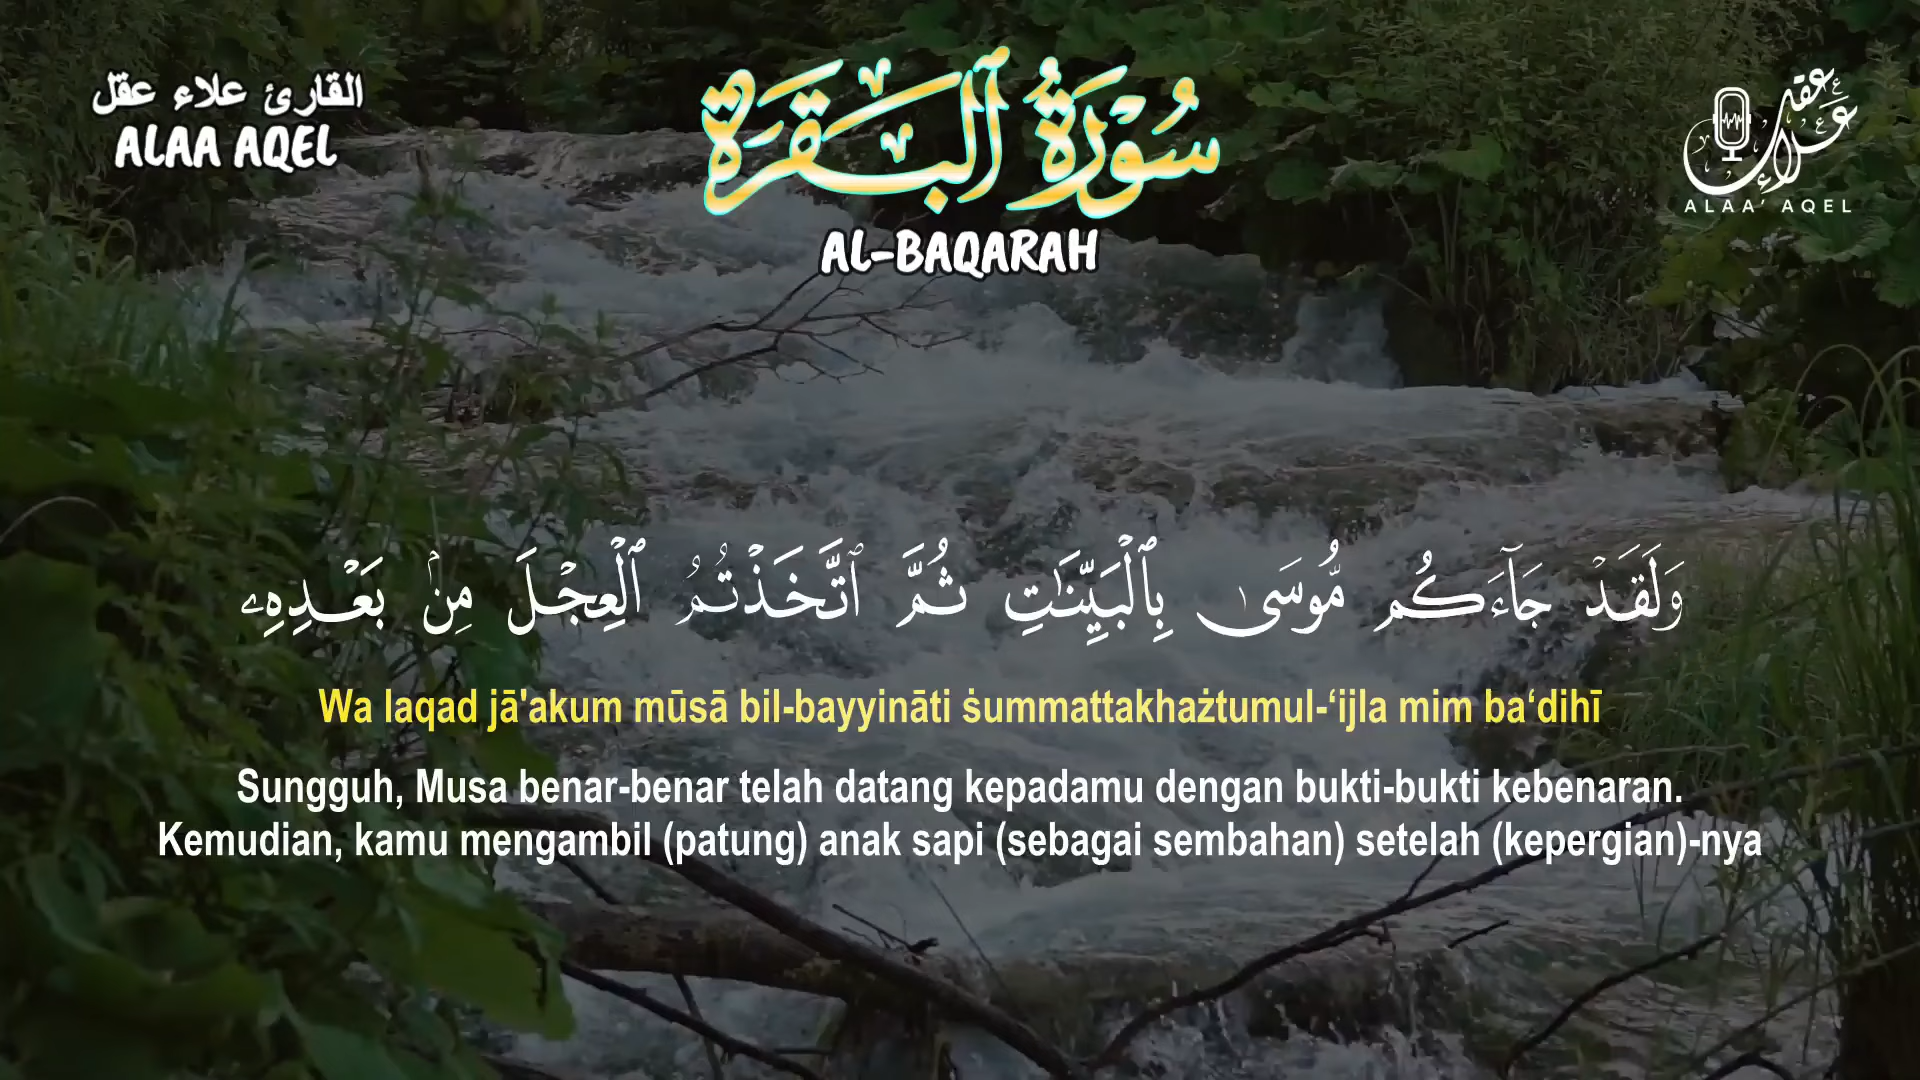 القارئ علاء عقل
ALAA AQEL
سُوْرَةُ ٱلْبَقَرَة
AL-BAQARAH
علاء عقل
ALAA' AQEL
وَلَقَدۡ جَآءَكُم مُّوسَىٰ بِٱلۡبَيِّنَٰتِ ثُمَّ ٱتَّخَذۡتُمُ ٱلۡعِجۡلَ مِنۢ بَعۡدِهِۦ
Wa laqad jā'akum mūsā bil-bayyināti ṡummattakhażtumul-‘ijla mim ba‘dihī
Sungguh, Musa benar-benar telah datang kepadamu dengan bukti-bukti kebenaran.
Kemudian, kamu mengambil (patung) anak sapi (sebagai sembahan) setelah (kepergian)-nya